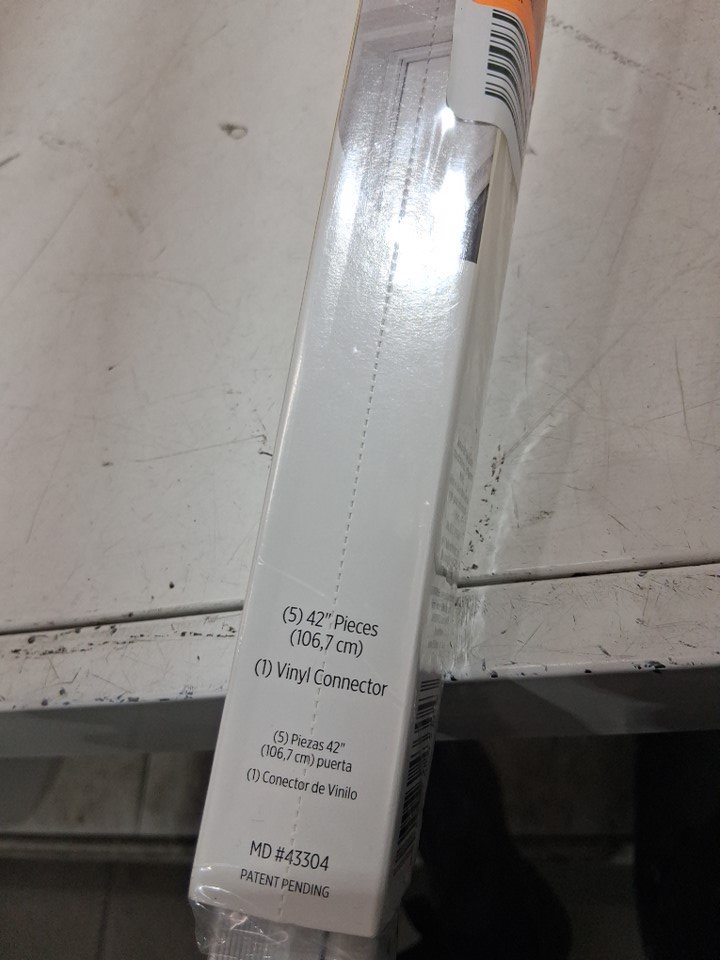 (5) 42" Pieces
(106,7 cm)
(1) Vinyl Connector
(5) Piezas 42"
(106,7 cm) puerta
(1) Conector de Vinilo
MD #43304
PATENT PENDING